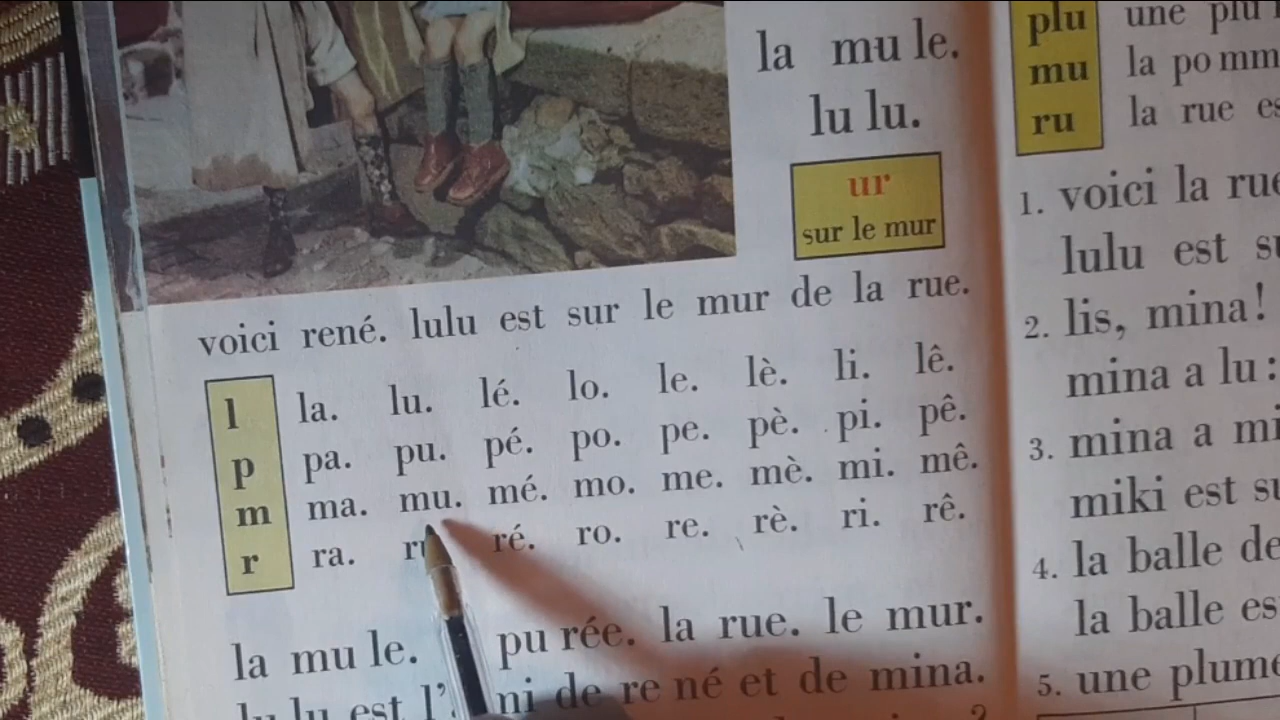 la mu le.
lu lu.
ur
sur le mur
voici rené. lulu est sur le mur de la rue.
l la. lu. lé. lo. le. lè. li. lê.
p pa. pu. pé. po. pe. pè. pi. pê.
m ma. mu. mé. mo. me. mè. mi. mê.
r ra. ré. ro. re. rè. ri. rê.
la mu le. pu rée. la rue. le mur.
lu lu est de re né et de mina.
plu une
mu la
ru la rue
1. voici la rue
lulu est
2. lis, mina!
mina a lu :
3. mina a
miki est
4. la balle de
la balle
5. une plume